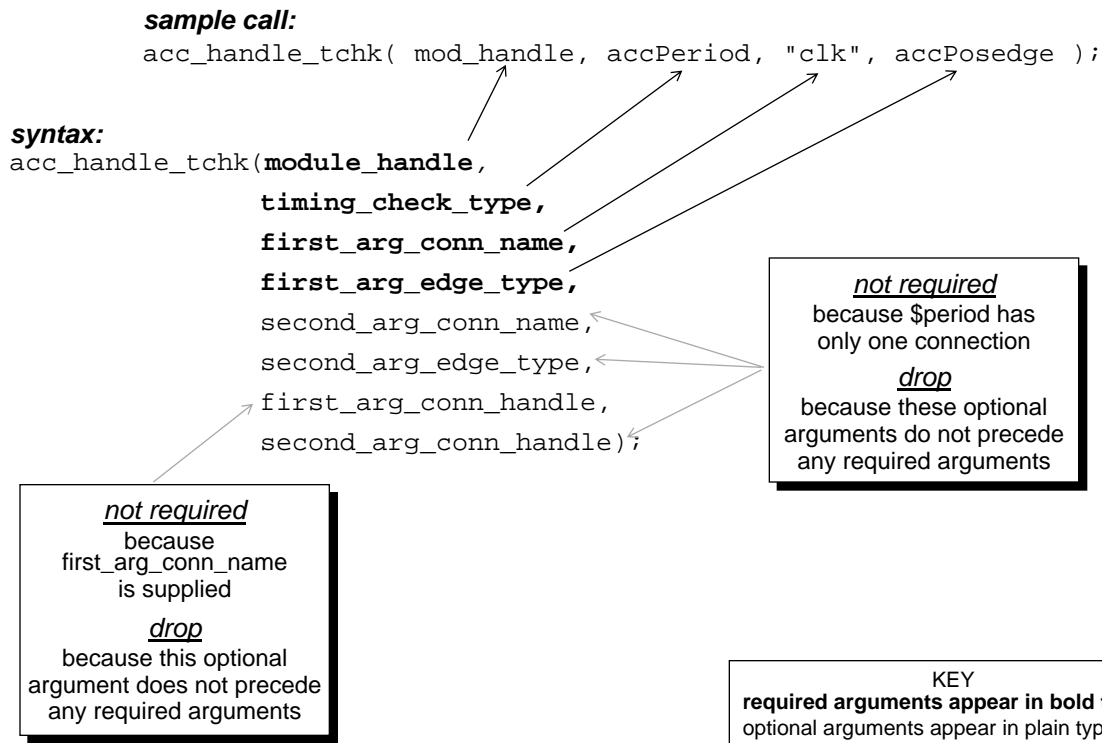 sample call:
acc_handle_tchk( mod_handle, accPeriod, "clk", accPosedge );
syntax:
acc_handle_tchk(module_handle,
timing_check_type,
first_arg_conn_name,
first_arg_edge_type,
second_arg_conn_name,
second_arg_edge_type,
first_arg_conn_handle,
second_arg_conn_handle);
not required
because $period has
only one connection
drop
because these optional
arguments do not precede
any required arguments
not required
because
first_arg_conn_name
is supplied
drop
because this optional
argument does not precede
any required arguments
KEY
required arguments appear in bold
optional arguments appear in plain typ